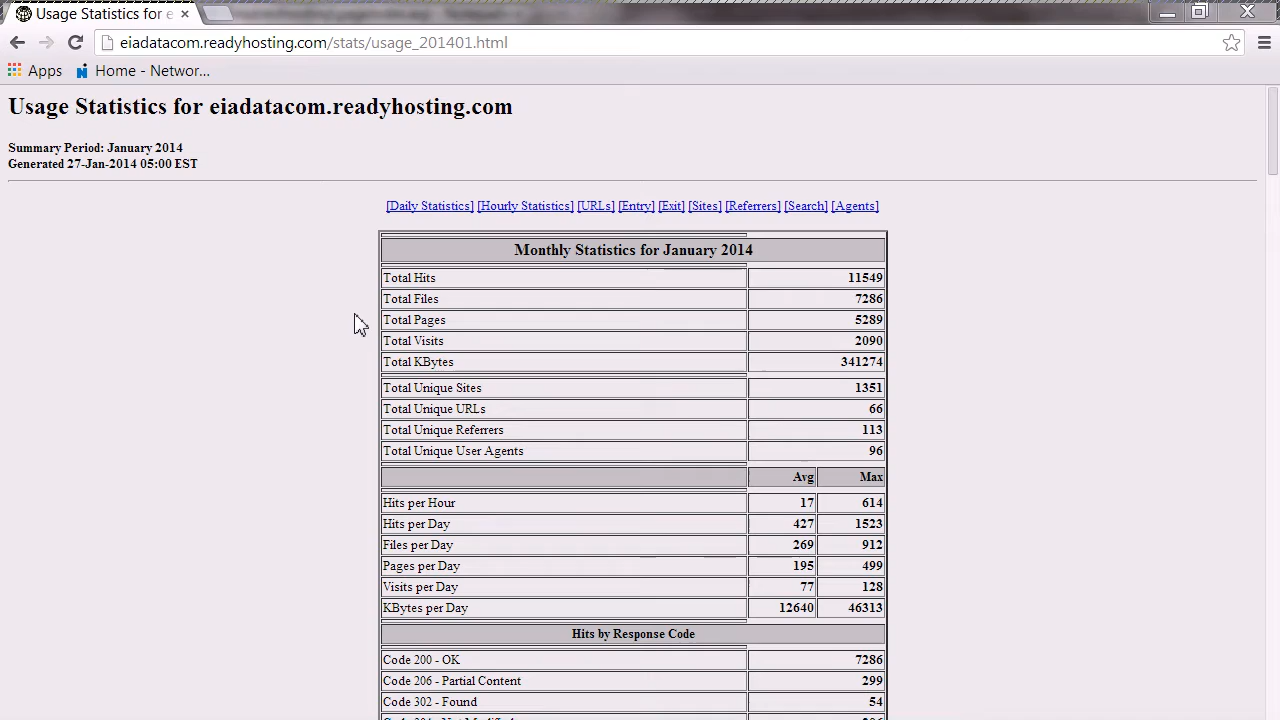 Usage Statistics for e
eiadatacom.readyhosting.com/stats/usage_201401.html
Apps Home - Networ...
Usage Statistics for eiadatacom.readyhosting.com
Summary Period: January 2014
Generated 27-Jan-2014 05:00 EST
[Daily Statistics] [Hourly Statistics] [URLs] [Entry] [Exit] [Sites] [Referrers] [Search] [Agents]
Monthly Statistics for January 2014
Total Hits 11549
Total Files 7286
Total Pages 5289
Total Visits 2090
Total KBytes 341274
Total Unique Sites 1351
Total Unique URLs 66
Total Unique Referrers 113
Total Unique User Agents 96
Avg Max
Hits per Hour 17 614
Hits per Day 427 1523
Files per Day 269 912
Pages per Day 195 499
Visits per Day 77 128
KBytes per Day 12640 46313
Hits by Response Code
Code 200 - OK 7286
Code 206 - Partial Content 299
Code 302 - Found 54